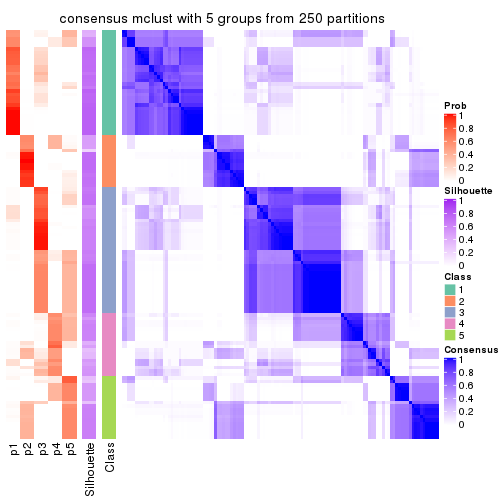 consensus mclust with 5 groups from 250 partitions
Prob
1
0.8
0.6
0.4
0.2
0
Silhouette
1
0.8
0.6
0.4
0.2
0
Class
1
2
3
4
5
Consensus
1
0.8
0.6
0.4
0.2
0
p1
p2
p3
p4
p5
Silhouette
Class